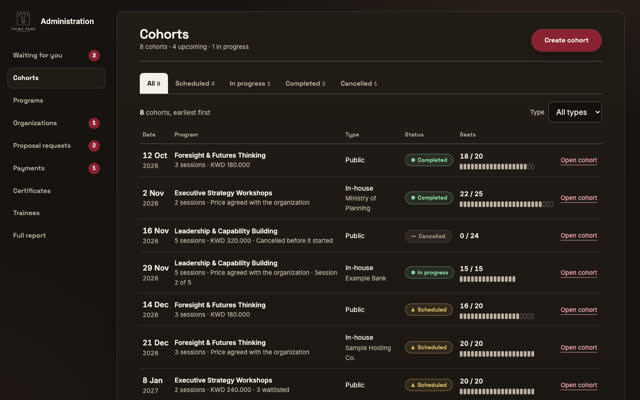 THINK FEMS
Administration
Waiting for you 3
Cohorts
Programs
Organizations 1
Proposal requests 2
Payments 1
Certificates
Trainees
Full report
Cohorts
8 cohorts · 4 upcoming · 1 in progress
Create cohort
All 8 Scheduled 4 In progress 1 Completed 2 Cancelled 1
8 cohorts, earliest first
Type All types
Date Program Type Status Seats
12 Oct 2026
Foresight & Futures Thinking
3 sessions · KWD 180.000
Public
Completed
18 / 20
Open cohort
2 Nov 2026
Executive Strategy Workshops
2 sessions · Price agreed with the organization
In-house
Ministry of
Planning
Completed
22 / 25
Open cohort
16 Nov 2026
Leadership & Capability Building
5 sessions · KWD 320.000 · Cancelled before it started
Public
Cancelled
0 / 24
Open cohort
29 Nov 2026
Leadership & Capability Building
5 sessions · Price agreed with the organization · Session
2 of 5
In-house
Example Bank
In progress
15 / 15
Open cohort
14 Dec 2026
Foresight & Futures Thinking
3 sessions · KWD 180.000
Public
Scheduled
16 / 20
Open cohort
21 Dec 2026
Foresight & Futures Thinking
3 sessions · Price agreed with the organization
In-house
Sample Holding
Co.
Scheduled
20 / 20
Open cohort
8 Jan 2027
Executive Strategy Workshops
2 sessions · KWD 240.000 · 3 waitlisted
Public
Scheduled
20 / 20
Open cohort